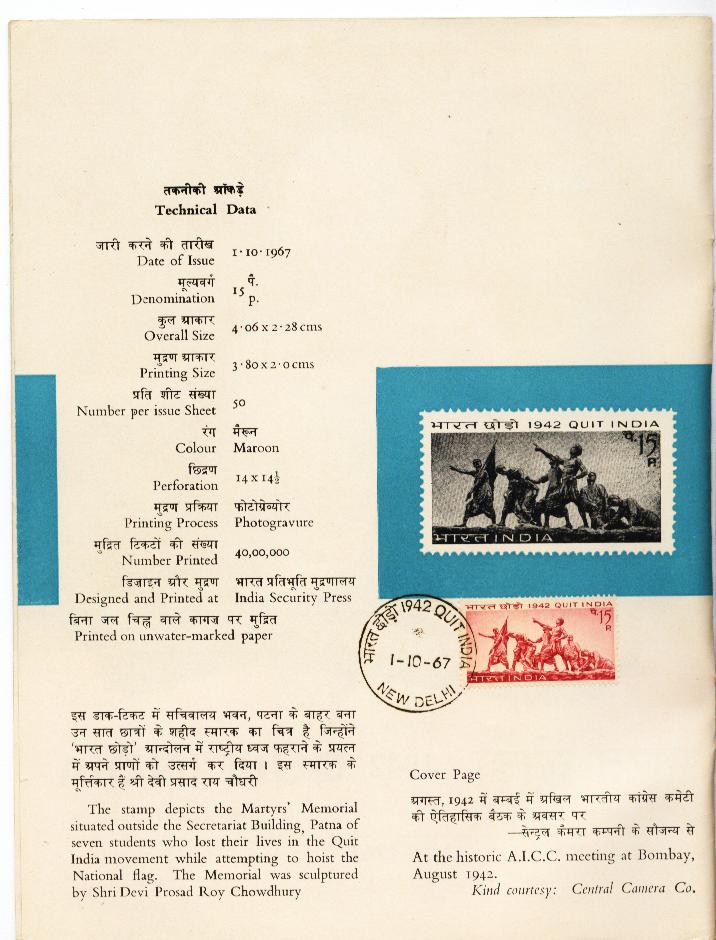 तकनीकी आँकड़े
Technical Data
जारी करने की तारीख
Date of Issue
1·10·1967
मूल्यवर्ग
Denomination
15 पै.
p.
कुल आकार
Overall Size
4·06 x 2·28 cms
मुद्रण आकार
Printing Size
3·80 x 2·0 cms
प्रति शीट संख्या
Number per issue Sheet
50
रंग
Colour
मैरून
Maroon
छिद्रण
Perforation
14 x 14½
मुद्रण प्रक्रिया
Printing Process
फोटोग्रेव्योर
Photogravure
मुद्रित टिकटों की संख्या
Number Printed
40,00,000
डिजाइन और मुद्रण
Designed and Printed at
भारत प्रतिभूति मुद्रणालय
India Security Press
बिना जल चिह्न वाले कागज पर मुद्रित
Printed on unwater-marked paper
इस डाक-टिकट में सचिवालय भवन, पटना के बाहर बना
उन सात छात्रों के शहीद स्मारक का चित्र है जिन्होंने
'भारत छोड़ो' आन्दोलन में राष्ट्रीय ध्वज फहराने के प्रयत्न
में अपने प्राणों को उत्सर्ग कर दिया । इस स्मारक के
मूर्त्तिकार हैं श्री देवी प्रसाद राय चौधरी
The stamp depicts the Martyrs' Memorial
situated outside the Secretariat Building, Patna of
seven students who lost their lives in the Quit
India movement while attempting to hoist the
National flag. The Memorial was sculptured
by Shri Devi Prosad Roy Chowdhury
भारत छोड़ो 1942 QUIT INDIA
पै. 15
P.
भारत INDIA
भारत छोड़ो 1942 QUIT INDIA
1-10-67
NEW DELHI
भारत छोड़ो 1942 QUIT INDIA
पै. 15
P
भारत INDIA
Cover Page
अगस्त, 1942 में बम्बई में अखिल भारतीय कांग्रेस कमेटी
की ऐतिहासिक बैठक के अवसर पर
—सेन्ट्रल कैमरा कम्पनी के सौजन्य से
At the historic A.I.C.C. meeting at Bombay,
August 1942.
Kind courtesy: Central Camera Co.